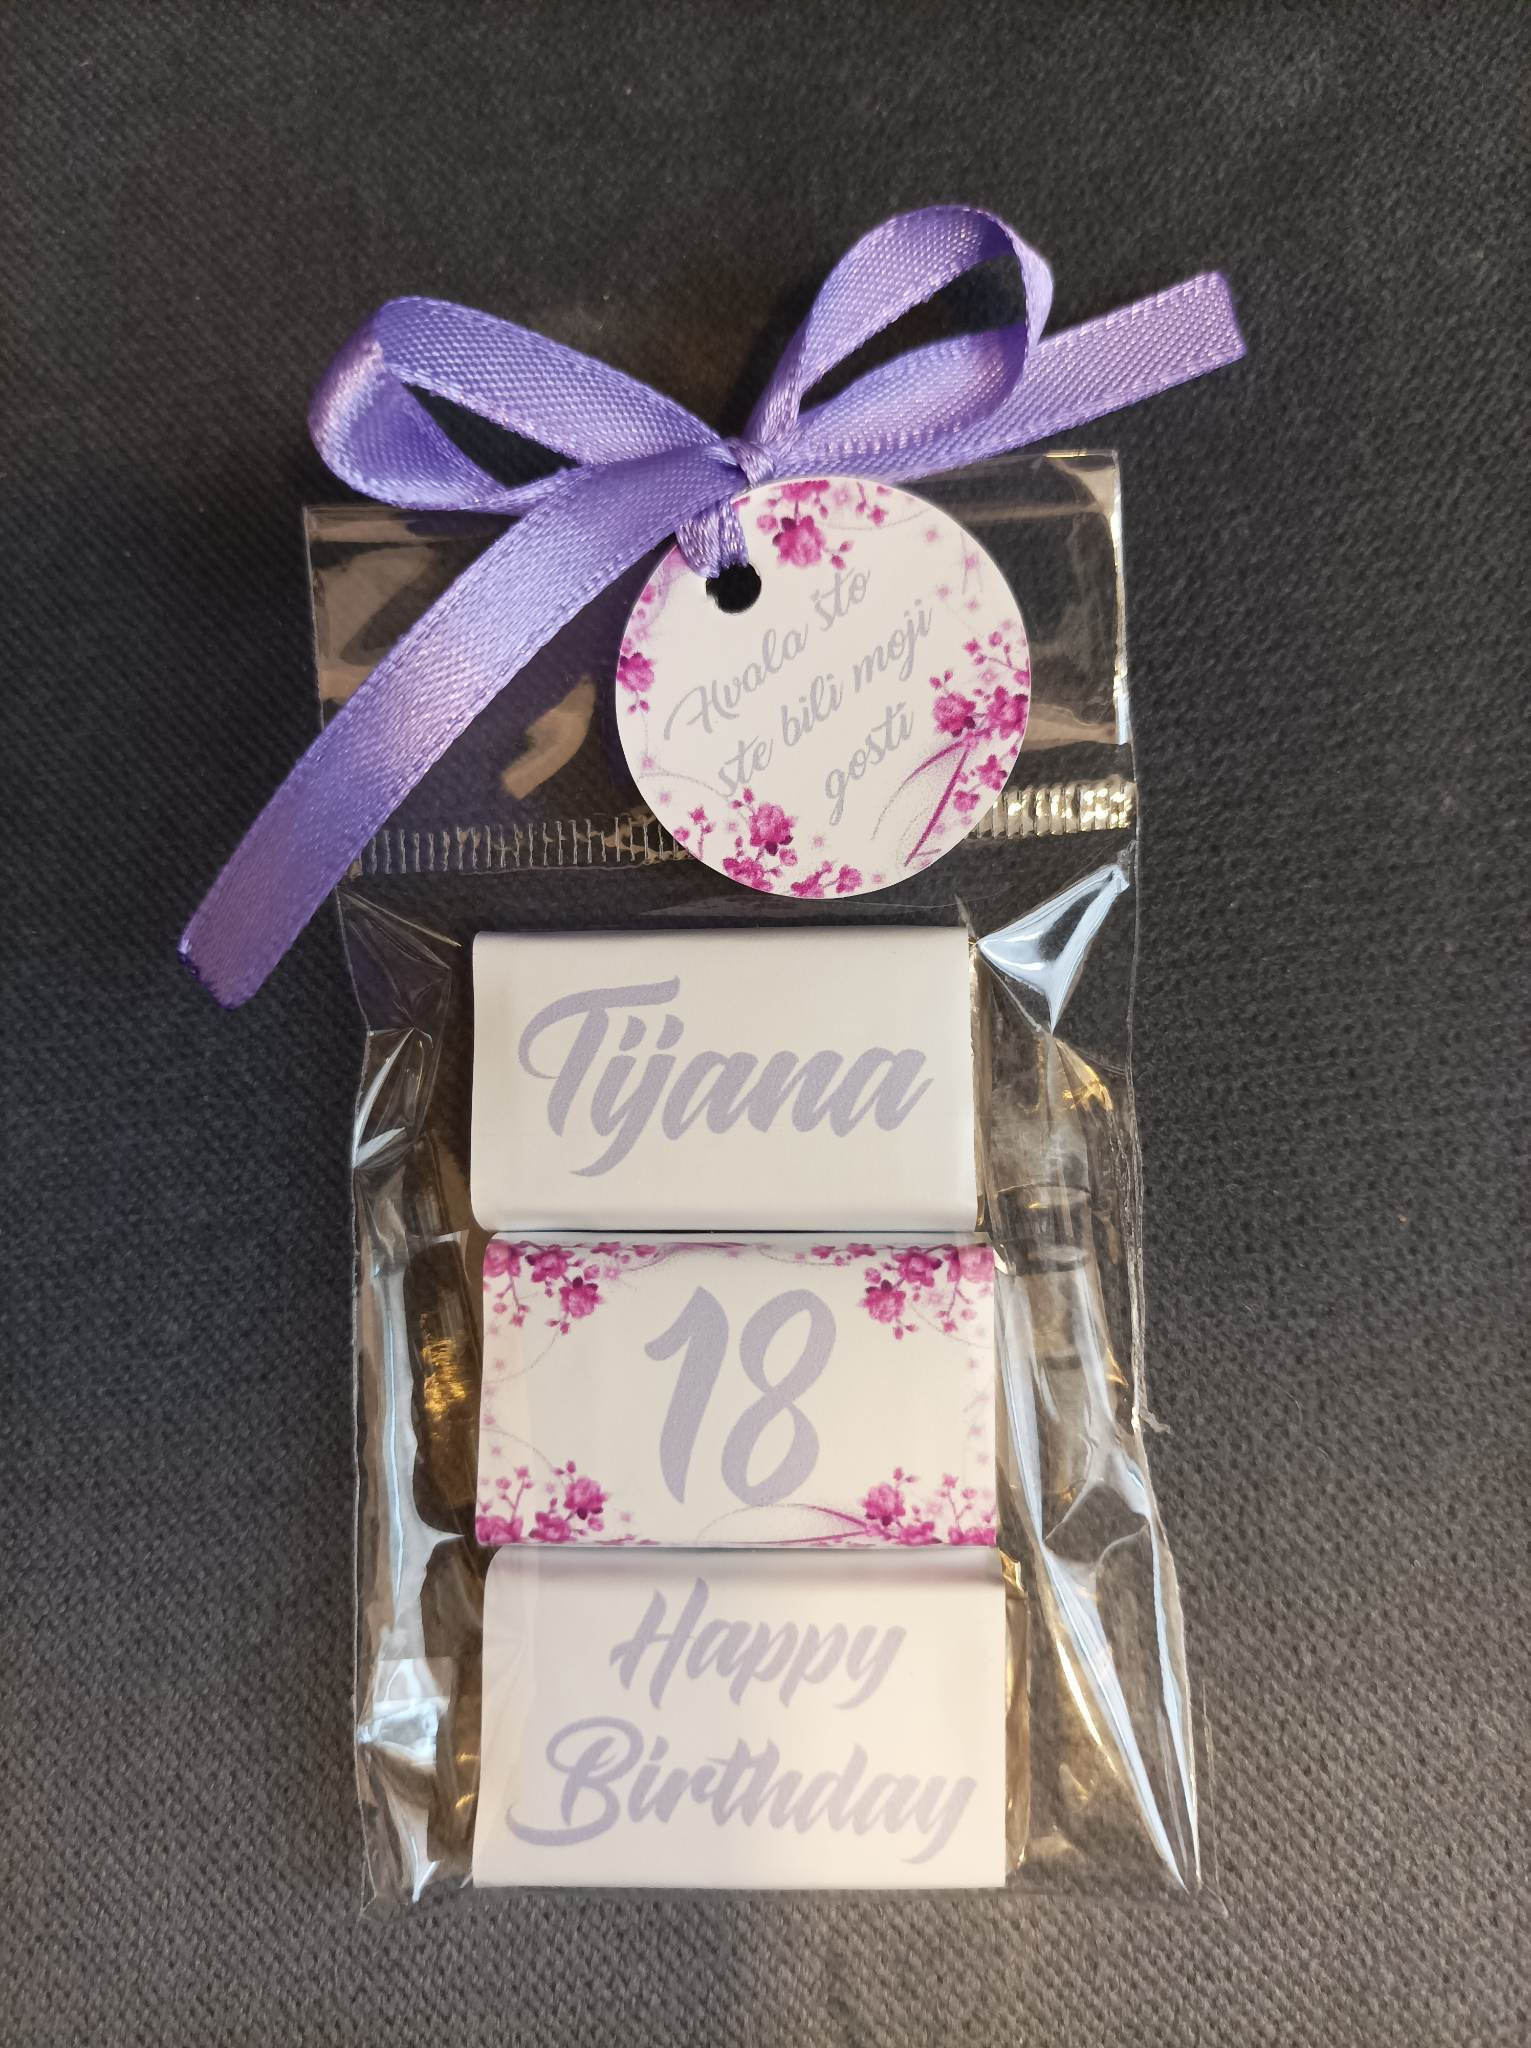 Hvala što
ste bili moji
gosti
Tijana
18
Happy
Birthday